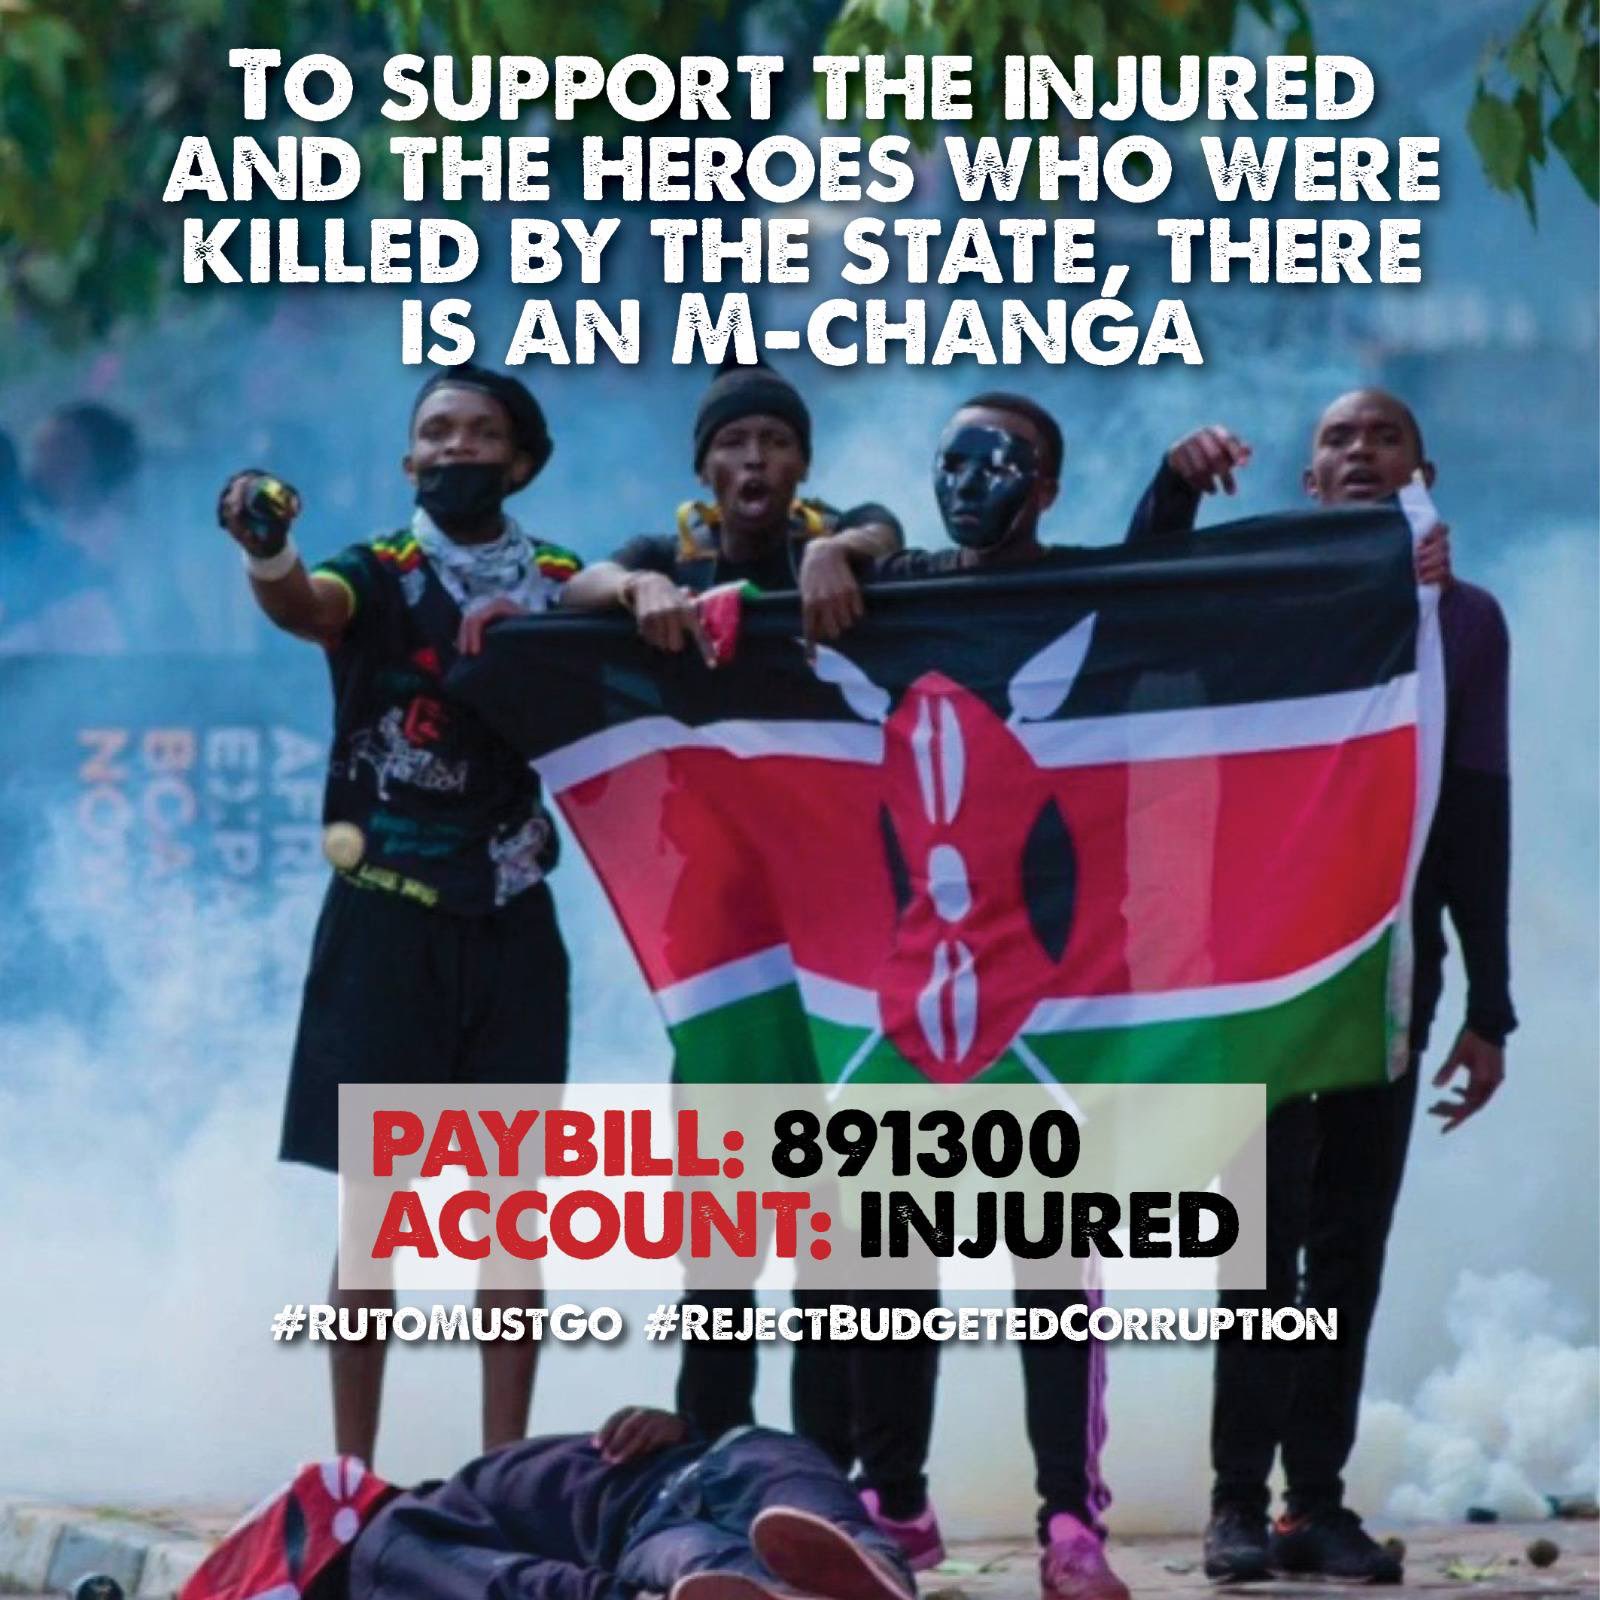 To support the injured
and the heroes who were
killed by the state, there
is an M-Changa
PAYBILL: 891300
ACCOUNT: INJURED
#RutoMustGo #RejectBudgetedCorruption